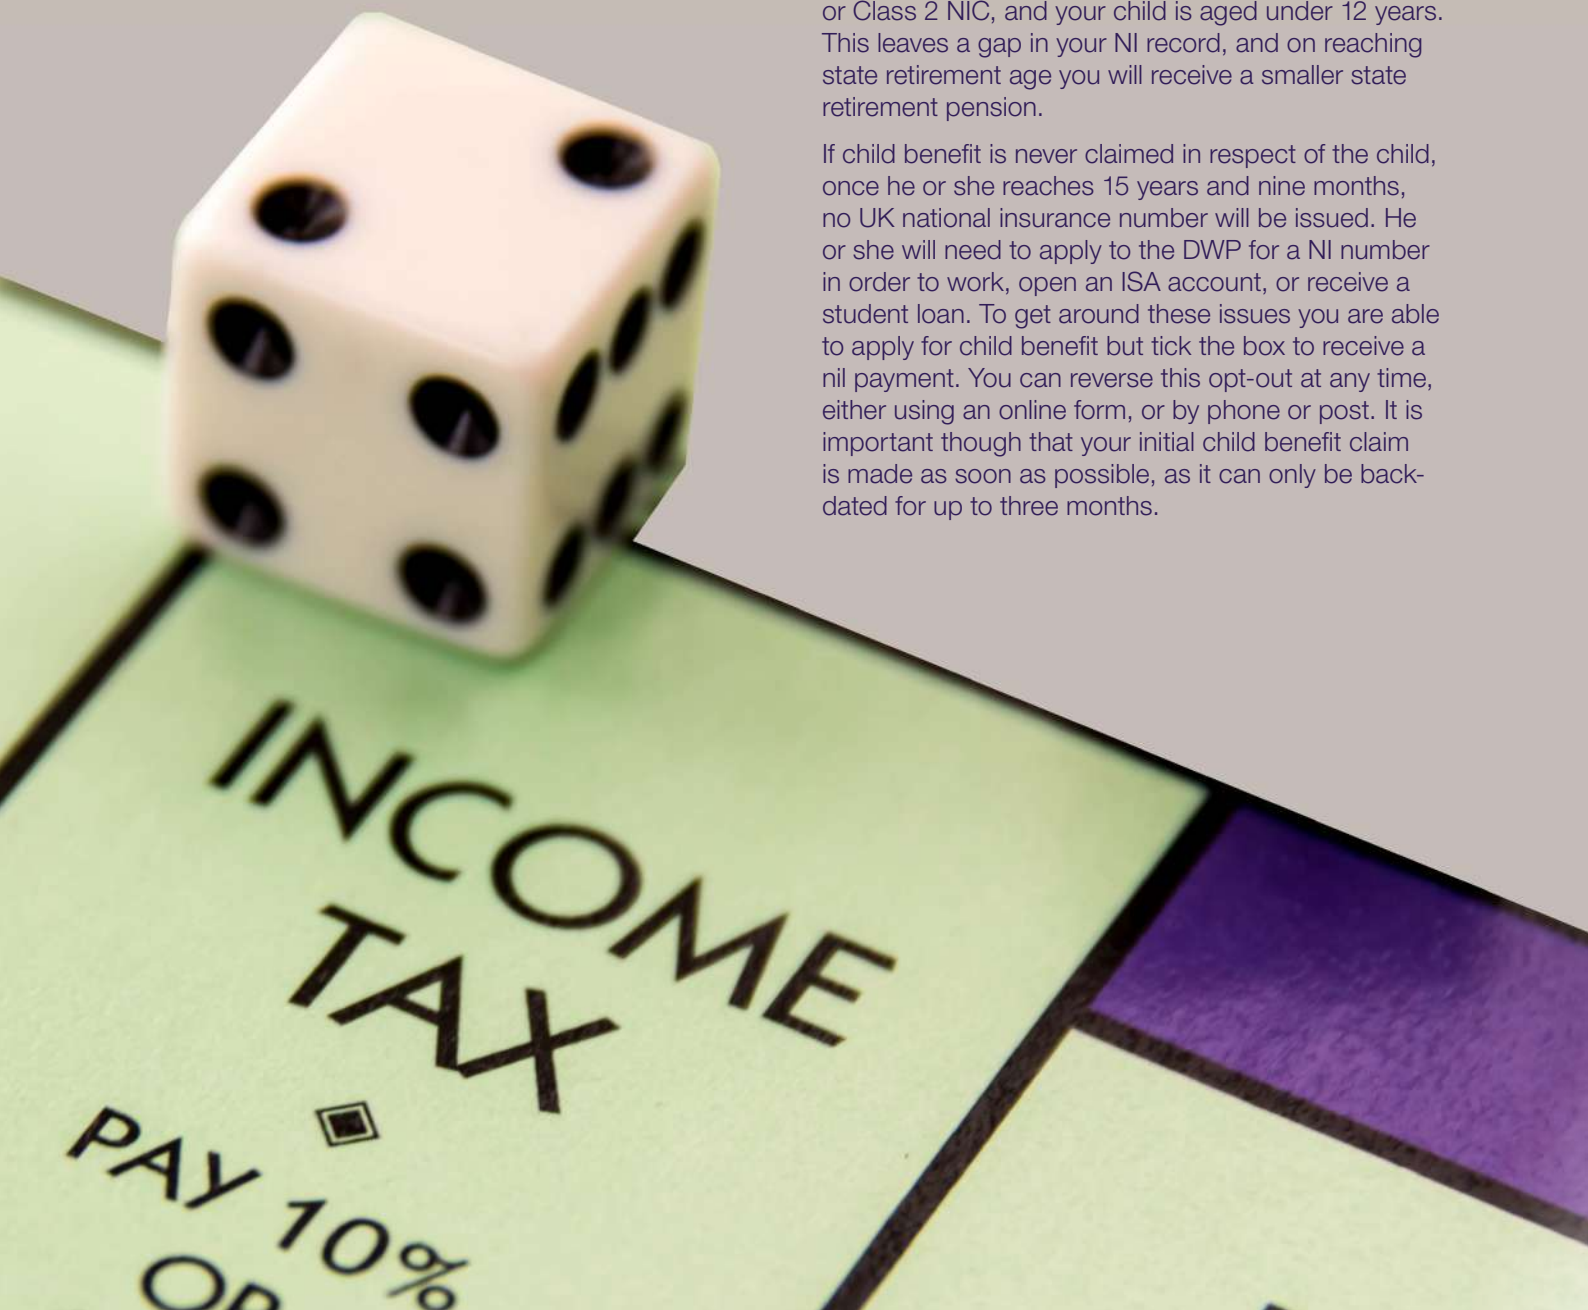 or Class 2 NIC, and your child is aged under 12 years.
This leaves a gap in your NI record, and on reaching
state retirement age you will receive a smaller state
retirement pension.
If child benefit is never claimed in respect of the child,
once he or she reaches 15 years and nine months,
no UK national insurance number will be issued. He
or she will need to apply to the DWP for a NI number
in order to work, open an ISA account, or receive a
student loan. To get around these issues you are able
to apply for child benefit but tick the box to receive a
nil payment. You can reverse this opt-out at any time,
either using an online form, or by phone or post. It is
important though that your initial child benefit claim
is made as soon as possible, as it can only be back-
dated for up to three months.
INCOME
TAX
PAY 10%
OR